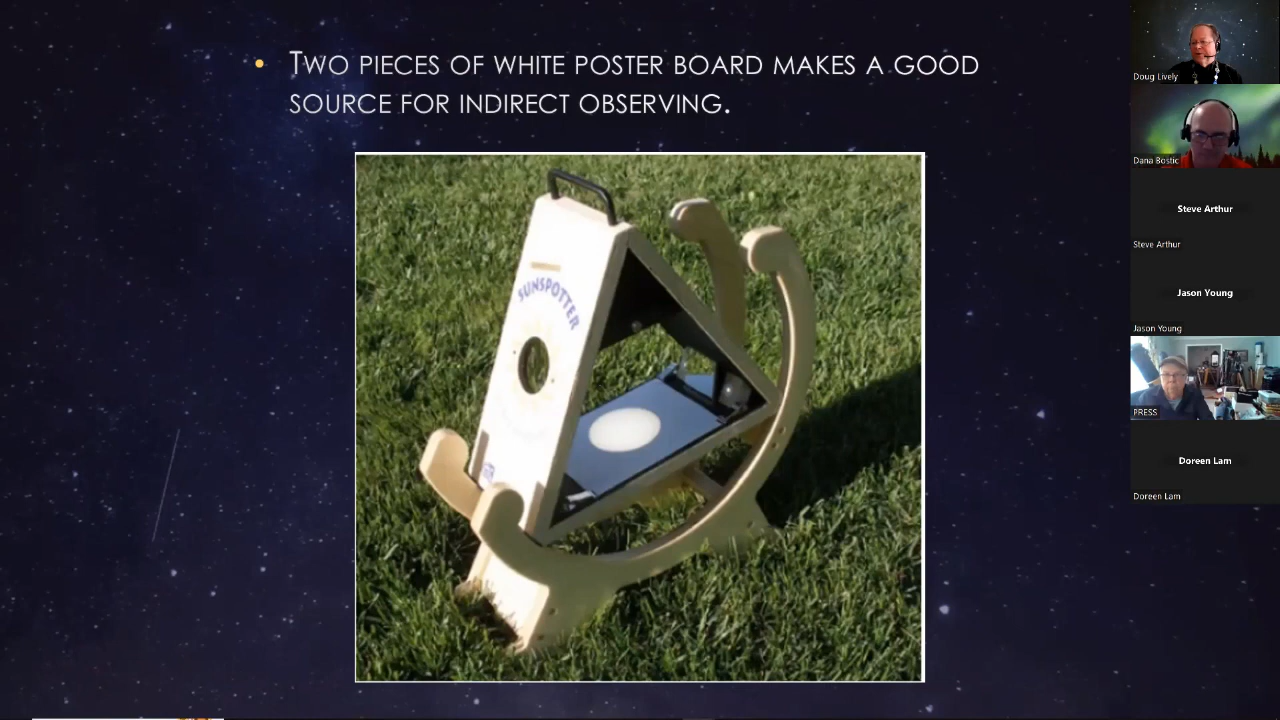 • Two pieces of white poster board makes a good
source for indirect observing.
SUNSPOTTER
Doug Lively
Dana Bostic
Steve Arthur
Steve Arthur
Jason Young
Jason Young
PRESS
Doreen Lam
Doreen Lam